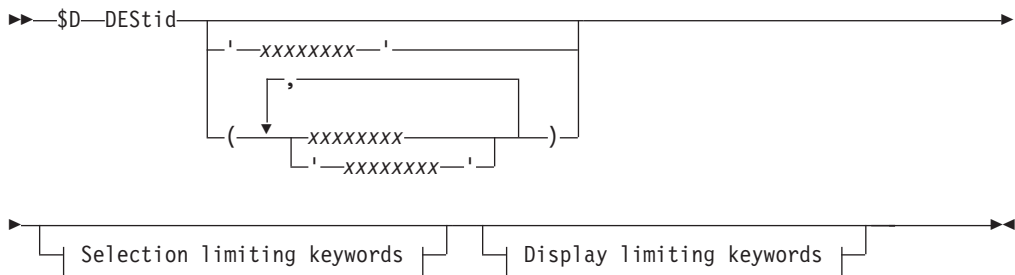 $D DEStid
' xxxxxxxx '
,
( xxxxxxxx )
' xxxxxxxx '
Selection limiting keywords Display limiting keywords